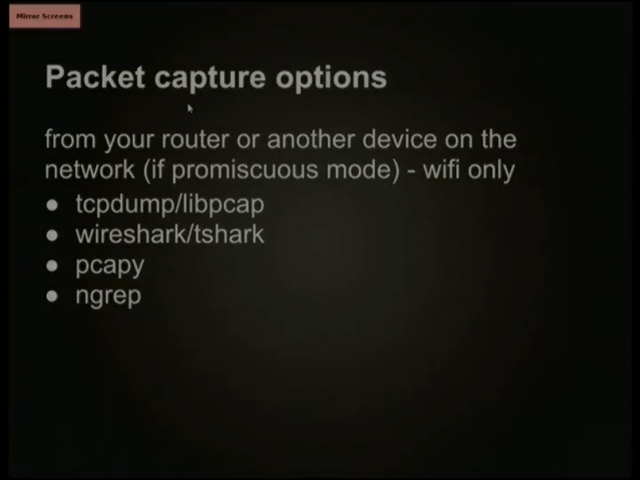 Mirror Screens
Packet capture options
from your router or another device on the
network (if promiscuous mode) - wifi only
● tcpdump/libpcap
● wireshark/tshark
● pcapy
● ngrep